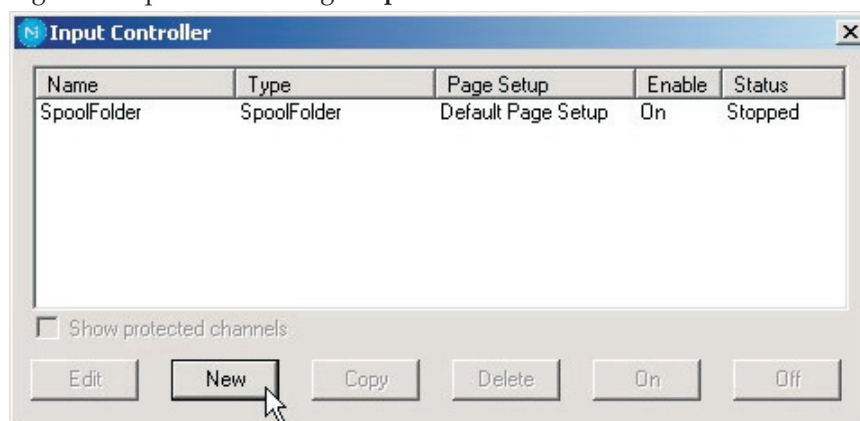 Input Controller
Name Type Page Setup Enable Status
SpoolFolder SpoolFolder Default Page Setup On Stopped
Show protected channels
Edit New Copy Delete On Off